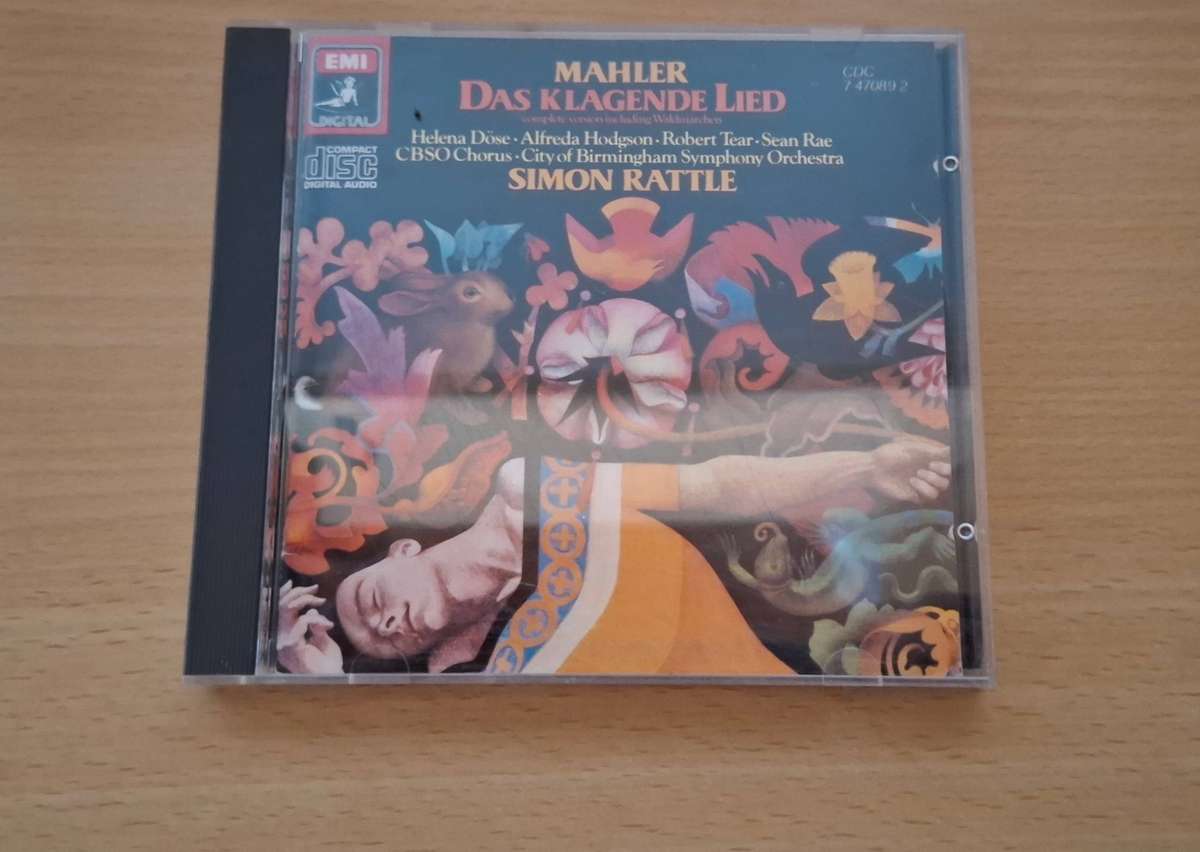 EMI
DIGITAL
COMPACT
disc
DIGITAL AUDIO
MAHLER
DAS KLAGENDE LIED
complete version including Waldmärchen
Helena Döse · Alfreda Hodgson · Robert Tear · Sean Rae
CBSO Chorus · City of Birmingham Symphony Orchestra
SIMON RATTLE
CDC
7 47089 2